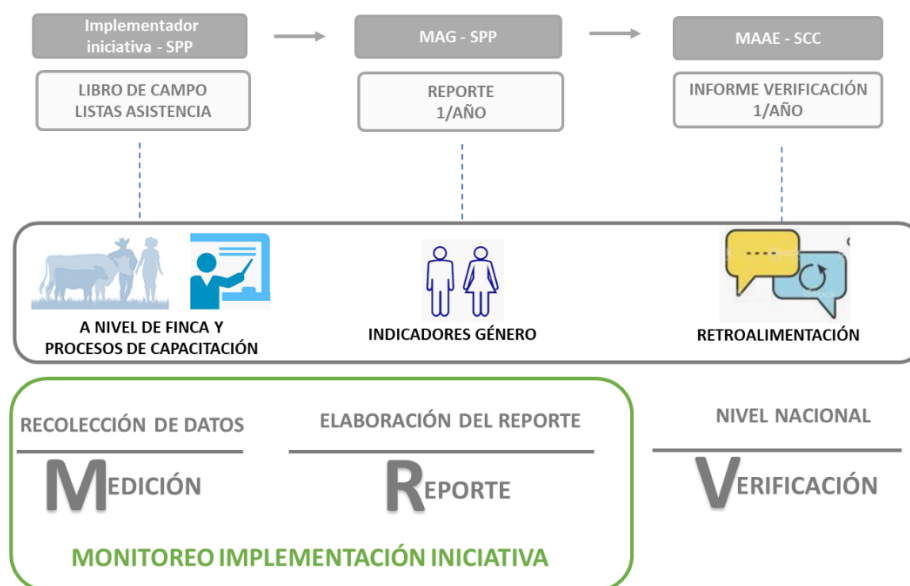 Implementador
iniciativa - SPP
MAG - SPP
MAAE - SCC
LIBRO DE CAMPO
LISTAS ASISTENCIA
REPORTE
1/AÑO
INFORME VERIFICACIÓN
1/AÑO
A NIVEL DE FINCA Y
PROCESOS DE CAPACITACIÓN
INDICADORES GÉNERO
RETROALIMENTACIÓN
RECOLECCIÓN DE DATOS
ELABORACIÓN DEL REPORTE
NIVEL NACIONAL
MEDICIÓN
REPORTE
VERIFICACIÓN
MONITOREO IMPLEMENTACIÓN INICIATIVA